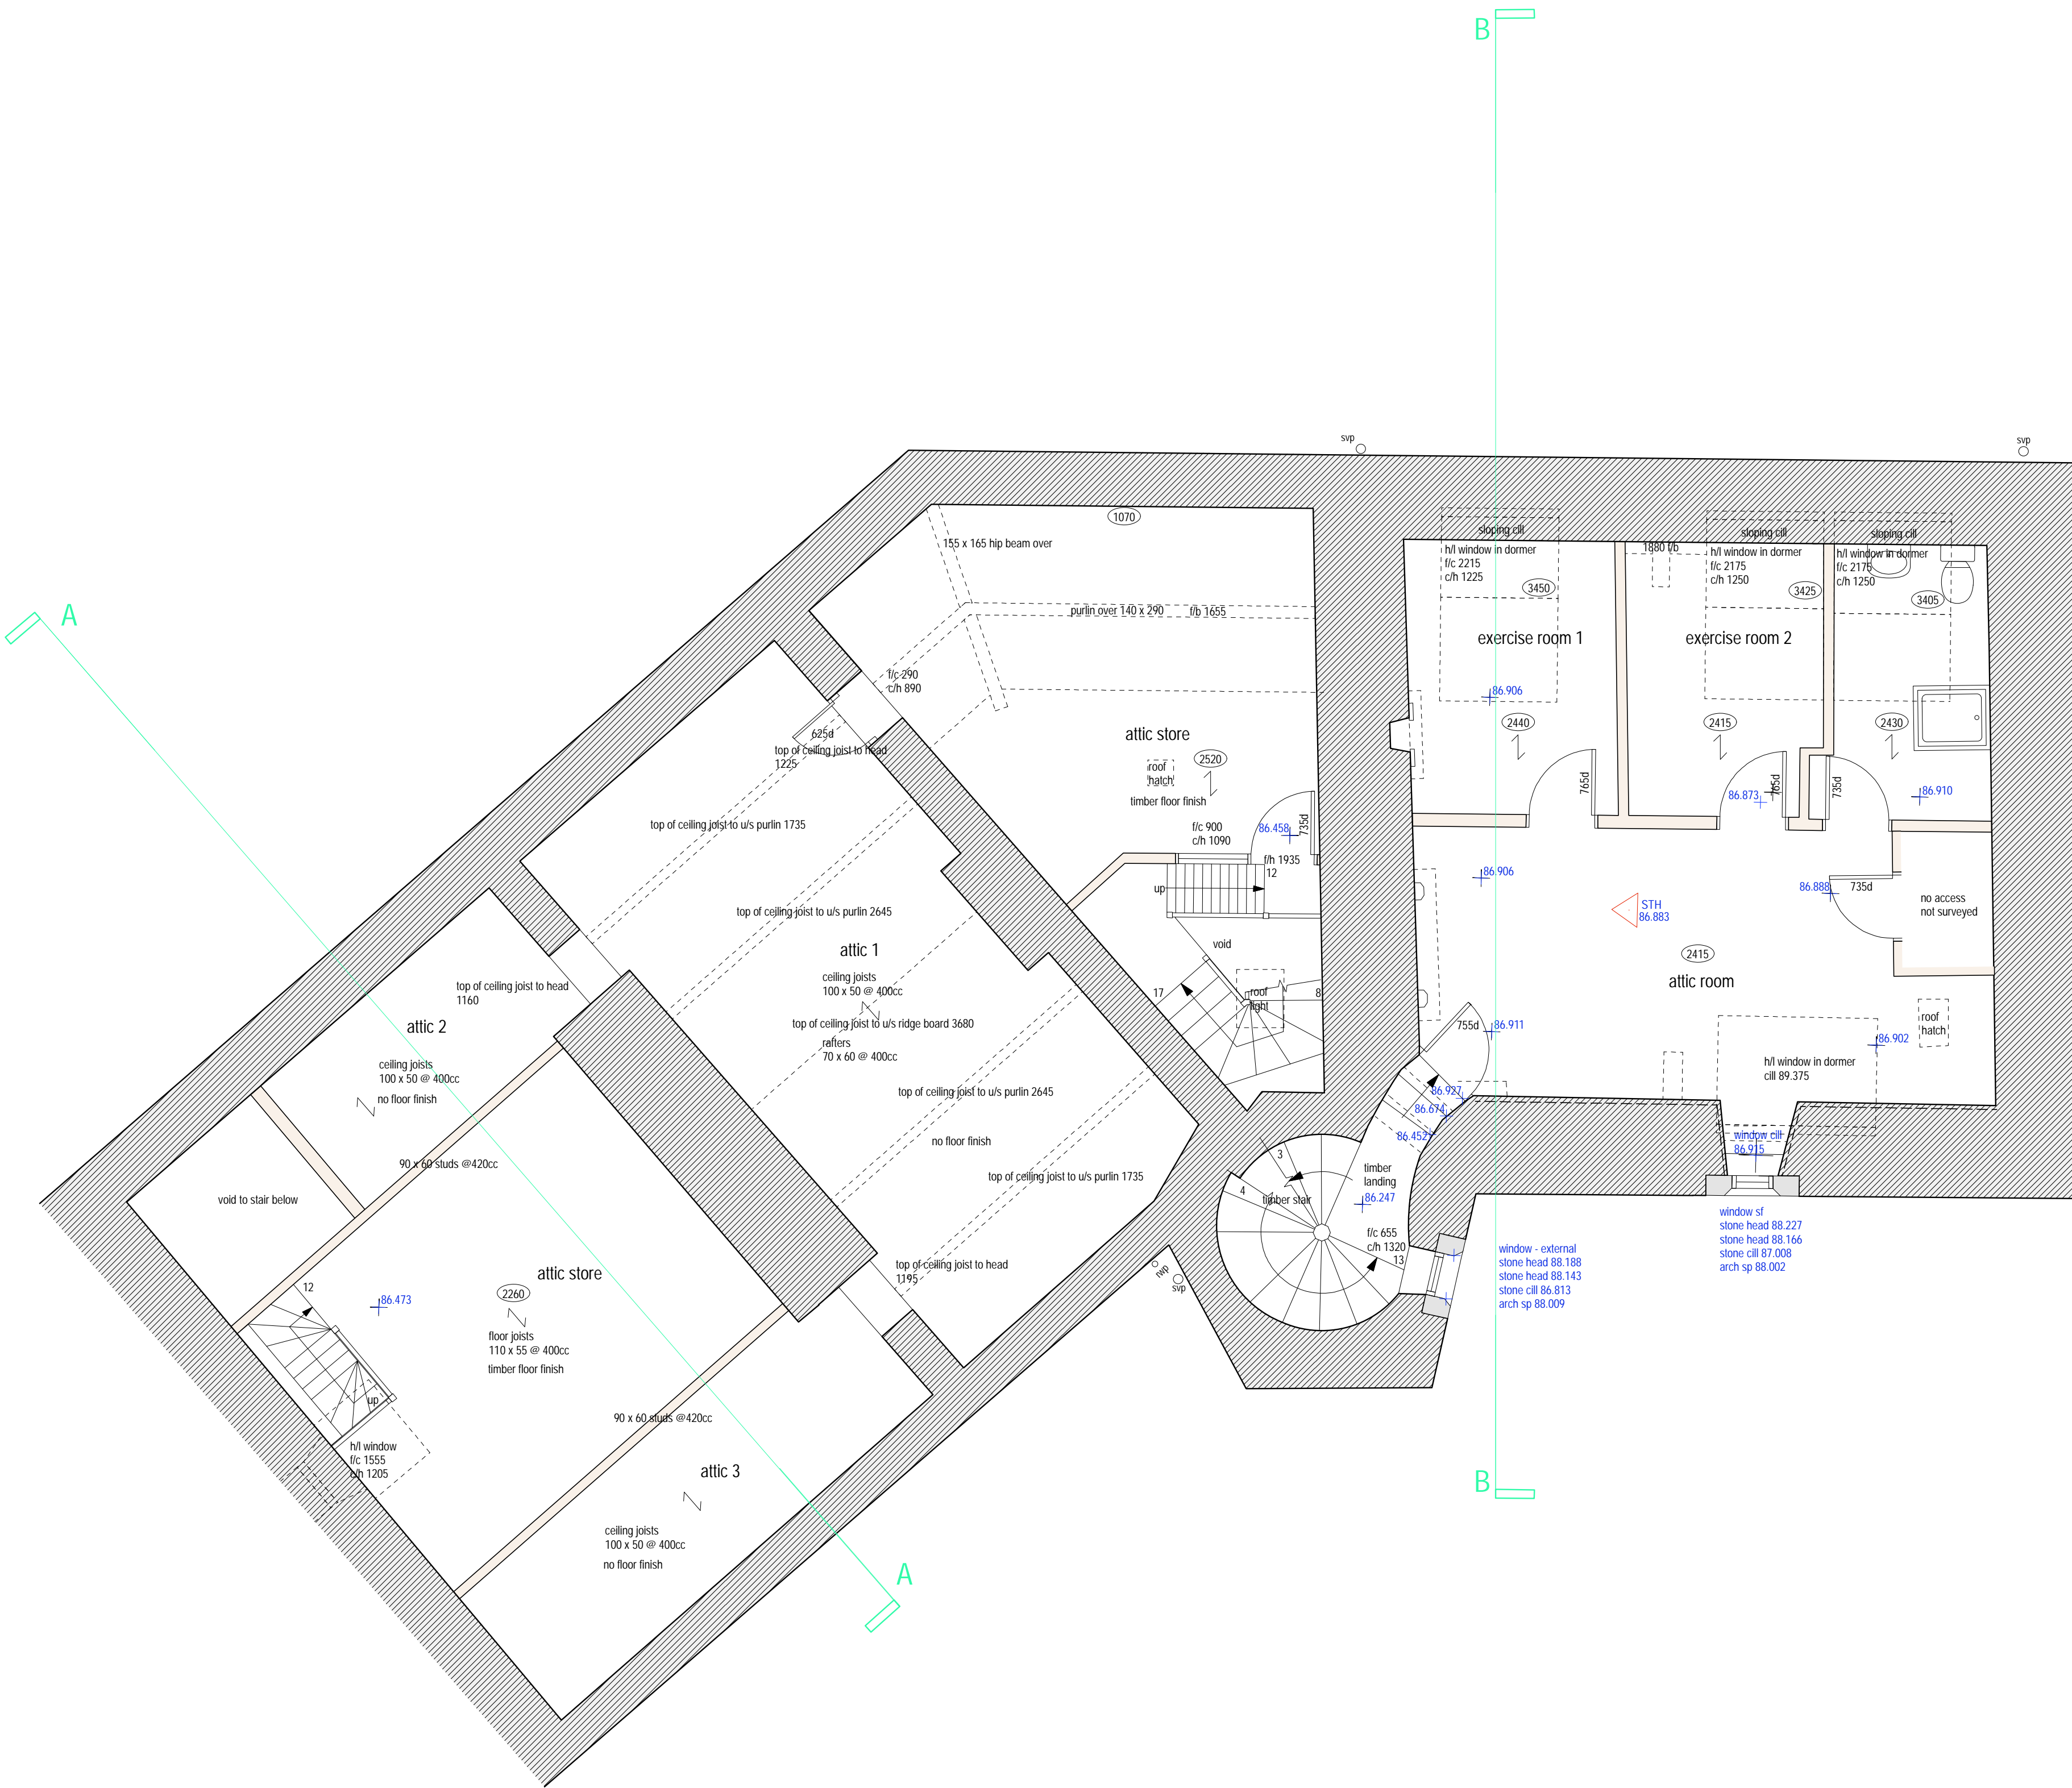 B
svp
svp
1070
155 x 165 hip beam over
purlin over 140 x 290
f/b 1655
sloping cill
h/l window in dormer
f/c 2215
c/h 1225
3450
exercise room 1
86.906
2440
765d
1880 f/b
sloping cill
h/l window in dormer
f/c 2175
c/h 1250
3425
exercise room 2
2415
86.873
765d
sloping cill
h/l window in dormer
f/c 2175
c/h 1250
3405
2430
735d
86.910
A
f/c 290
c/h 890
625d
top of ceiling joist to head
1225
attic store
2520
roof
hatch
timber floor finish
f/c 900
c/h 1090
86.458
735d
f/h 1935
12
up
void
17
roof
light
8
top of ceiling joist to u/s purlin 1735
top of ceiling joist to u/s purlin 2645
attic 1
ceiling joists
100 x 50 @ 400cc
top of ceiling joist to u/s ridge board 3680
rafters
70 x 60 @ 400cc
top of ceiling joist to u/s purlin 2645
no floor finish
top of ceiling joist to u/s purlin 1735
top of ceiling joist to head
1195
86.906
STH
86.883
86.888
735d
no access
not surveyed
2415
attic room
roof
hatch
86.902
h/l window in dormer
cill 89.375
755d
86.911
86.927
86.674
86.452
window cill
86.915
timber
landing
86.247
3
4
timber stair
f/c 655
c/h 1320
13
rwp
svp
window - external
stone head 88.188
stone head 88.143
stone cill 86.813
arch sp 88.009
window sf
stone head 88.227
stone head 88.166
stone cill 87.008
arch sp 88.002
top of ceiling joist to head
1160
attic 2
ceiling joists
100 x 50 @ 400cc
no floor finish
90 x 60 studs @420cc
void to stair below
12
86.473
attic store
2260
floor joists
110 x 55 @ 400cc
timber floor finish
up
h/l window
f/c 1555
c/h 1205
90 x 60 studs @420cc
attic 3
ceiling joists
100 x 50 @ 400cc
no floor finish
A
B